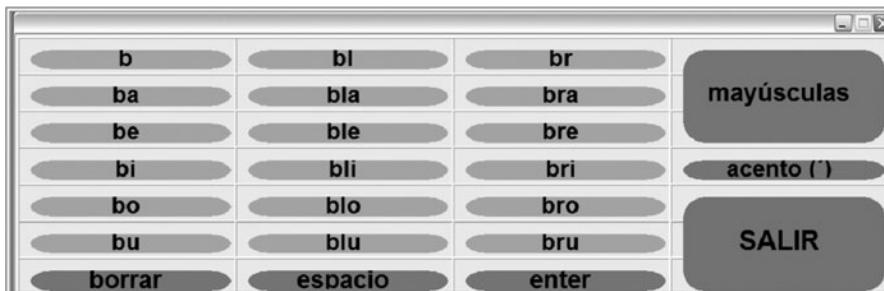 b bl br
ba bla bra mayúsculas
be ble bre
bi bli bri acento (´)
bo blo bro
bu blu bru SALIR
borrar espacio enter